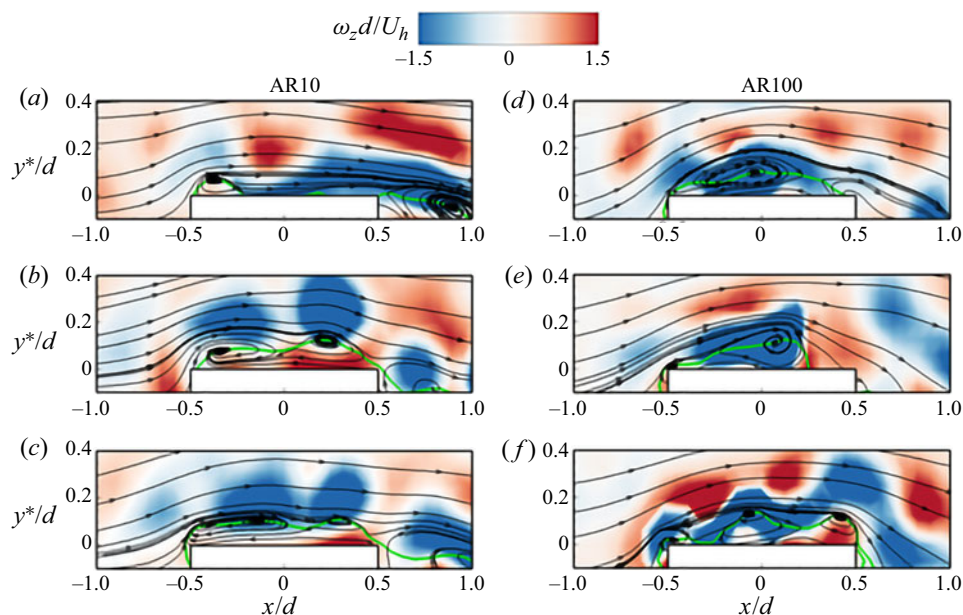 ω_z d/U_h
−1.5 0 1.5
AR10 AR100
(a) 0.4 0.2 0 y*/d −1.0 −0.5 0 0.5 1.0
(d) 0.4 0.2 0 y*/d −1.0 −0.5 0 0.5 1.0
(b) 0.4 0.2 0 y*/d −1.0 −0.5 0 0.5 1.0
(e) 0.4 0.2 0 −1.0 −0.5 0 0.5 1.0
(c) 0.4 0.2 0 y*/d −1.0 −0.5 0 0.5 1.0
(f) 0.4 0.2 0 −1.0 −0.5 0 0.5 1.0
x/d x/d